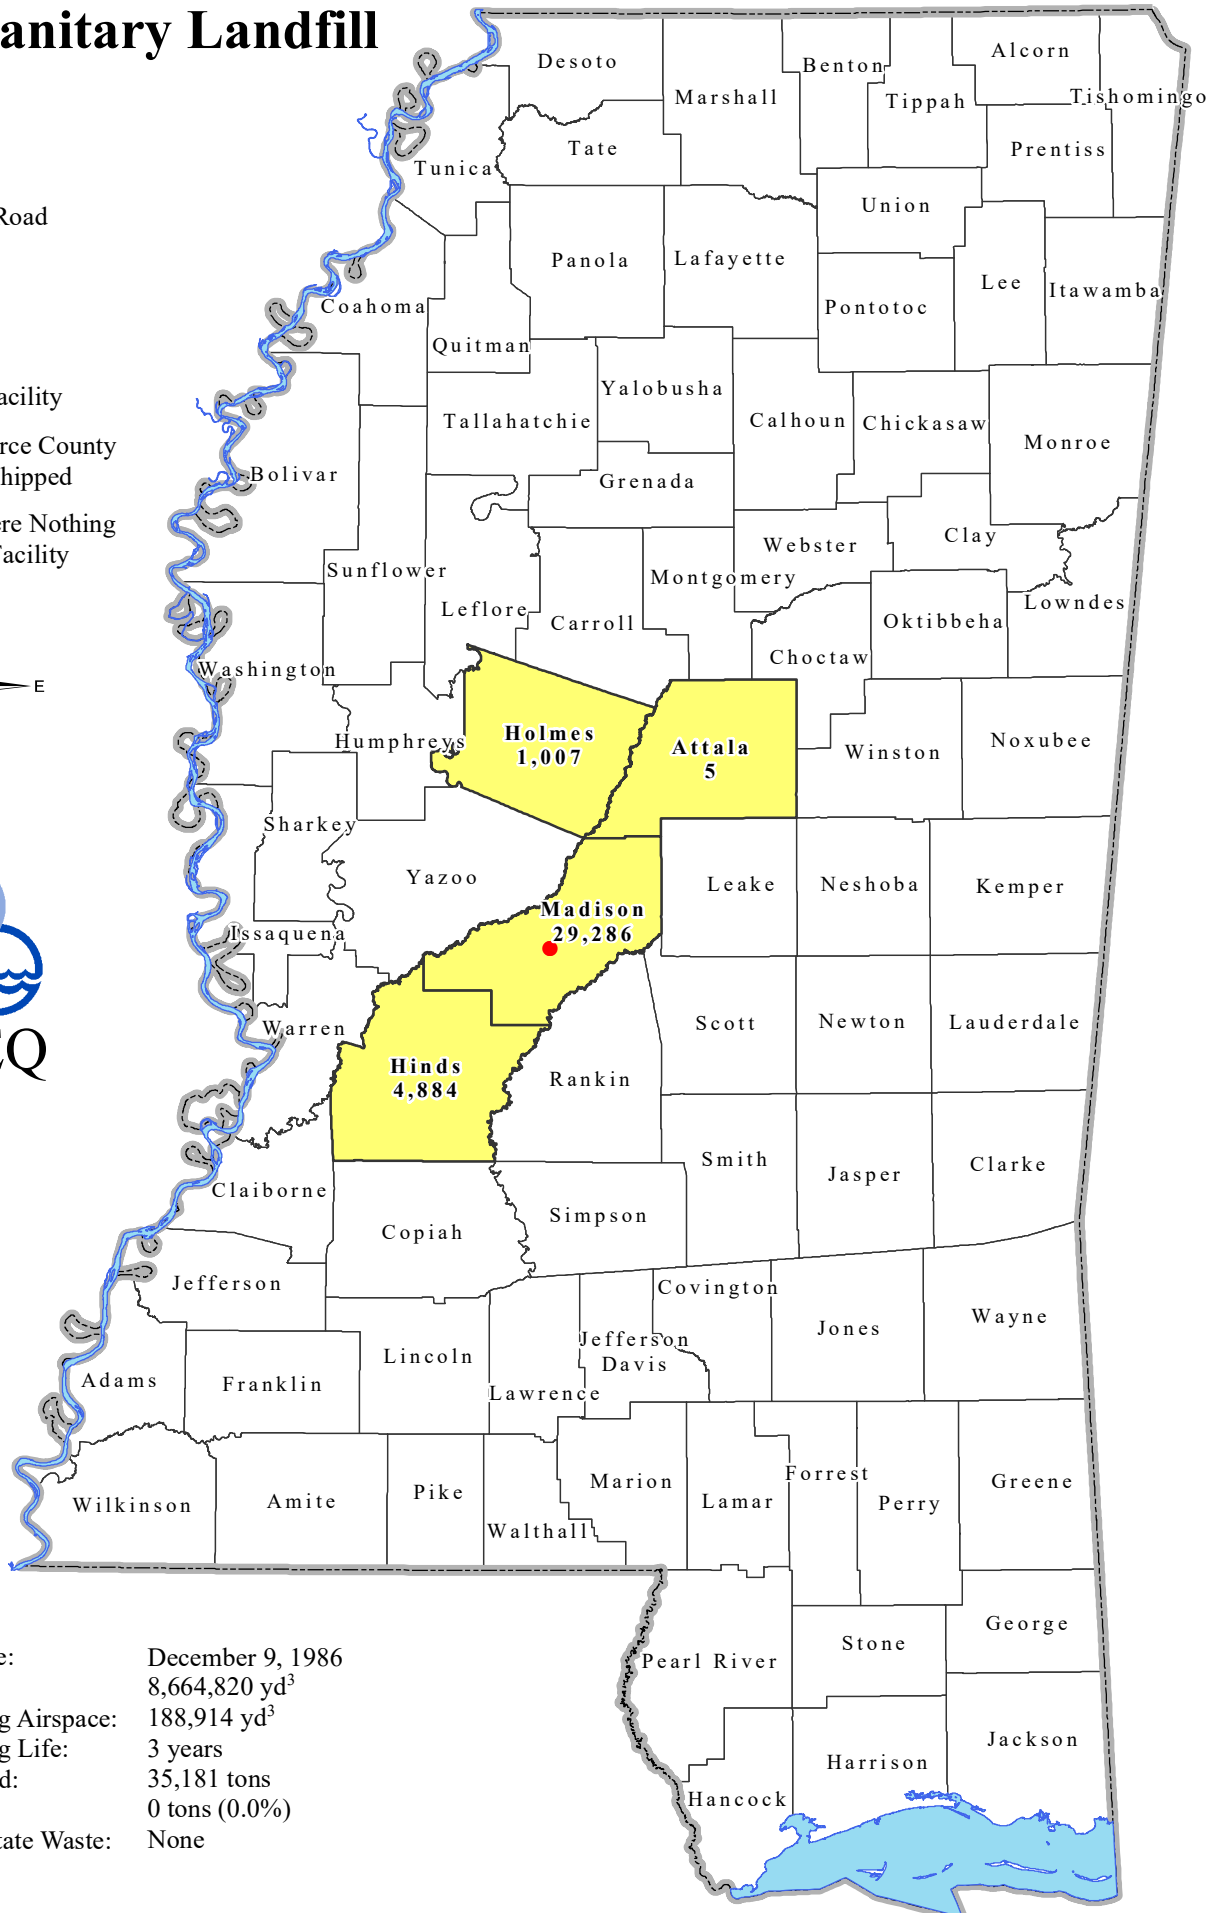 anitary Landfill
Road
acility
rce County
hipped
ere Nothing
Facility
E
CQ
Desoto
Marshall
Benton
Tippah
Alcorn
Tishomingo
Prentiss
Tate
Tunica
Union
Panola
Lafayette
Pontotoc
Lee
Itawamba
Coahoma
Quitman
Yalobusha
Tallahatchie
Calhoun
Chickasaw
Monroe
Bolivar
Grenada
Sunflower
Leflore
Carroll
Montgomery
Webster
Clay
Lowndes
Oktibbeha
Choctaw
Washington
Humphreys
Holmes
1,007
Attala
5
Winston
Noxubee
Sharkey
Yazoo
Madison
29,286
Leake
Neshoba
Kemper
Issaquena
Warren
Hinds
4,884
Rankin
Scott
Newton
Lauderdale
Smith
Jasper
Clarke
Claiborne
Copiah
Simpson
Jefferson
Covington
Jefferson
Davis
Jones
Wayne
Adams
Franklin
Lincoln
Lawrence
Wilkinson
Amite
Pike
Walthall
Marion
Lamar
Forrest
Perry
Greene
Pearl River
Stone
George
Hancock
Harrison
Jackson
e: December 9, 1986
8,664,820 yd³
g Airspace: 188,914 yd³
g Life: 3 years
d: 35,181 tons
0 tons (0.0%)
tate Waste: None